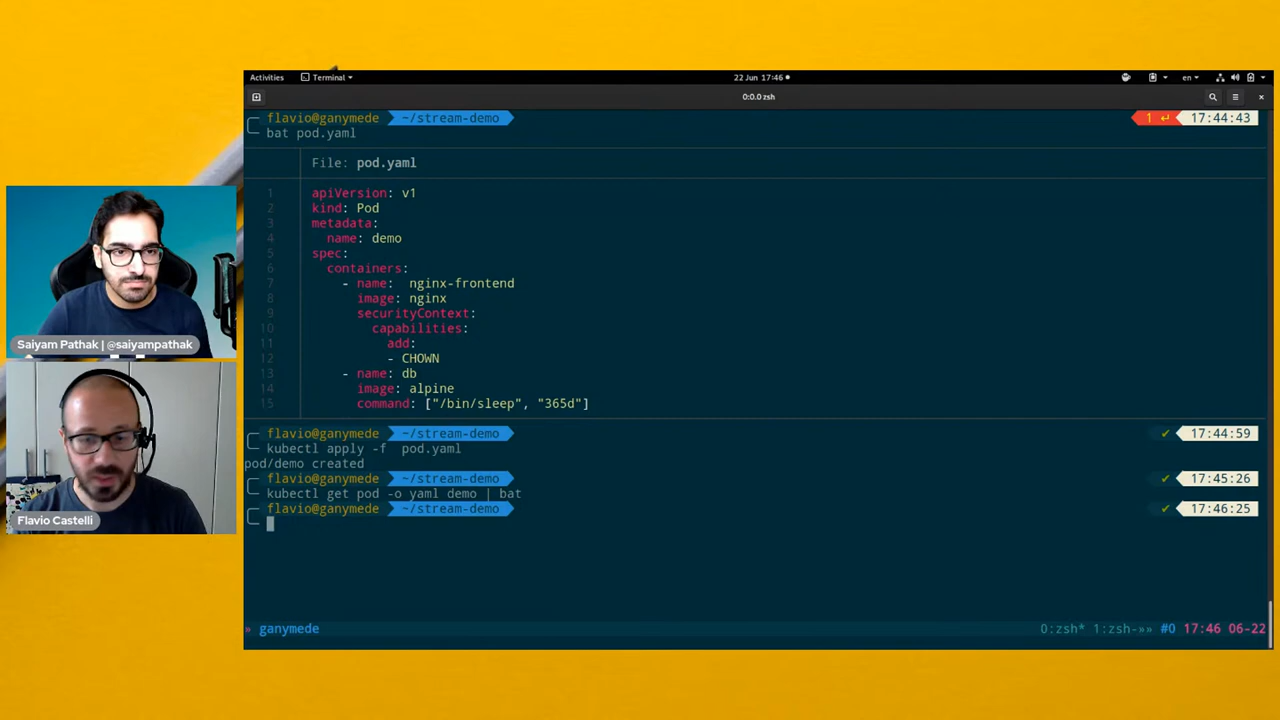 Activities Terminal 22 Jun 17:46 en
0:0.0 zsh
flavio@ganymede ~/stream-demo 1 ↵ 17:44:43
bat pod.yaml
File: pod.yaml
1 apiVersion: v1
2 kind: Pod
3 metadata:
4 name: demo
5 spec:
6 containers:
7 - name: nginx-frontend
8 image: nginx
9 securityContext:
10 capabilities:
11 add:
12 - CHOWN
13 - name: db
14 image: alpine
15 command: ["/bin/sleep", "365d"]
flavio@ganymede ~/stream-demo ✔ 17:44:59
kubectl apply -f pod.yaml
pod/demo created
flavio@ganymede ~/stream-demo ✔ 17:45:26
kubectl get pod -o yaml demo | bat
flavio@ganymede ~/stream-demo ✔ 17:46:25
» ganymede 0:zsh* 1:zsh-»» #0 17:46 06-22
Saiyam Pathak | @saiyampathak
Flavio Castelli